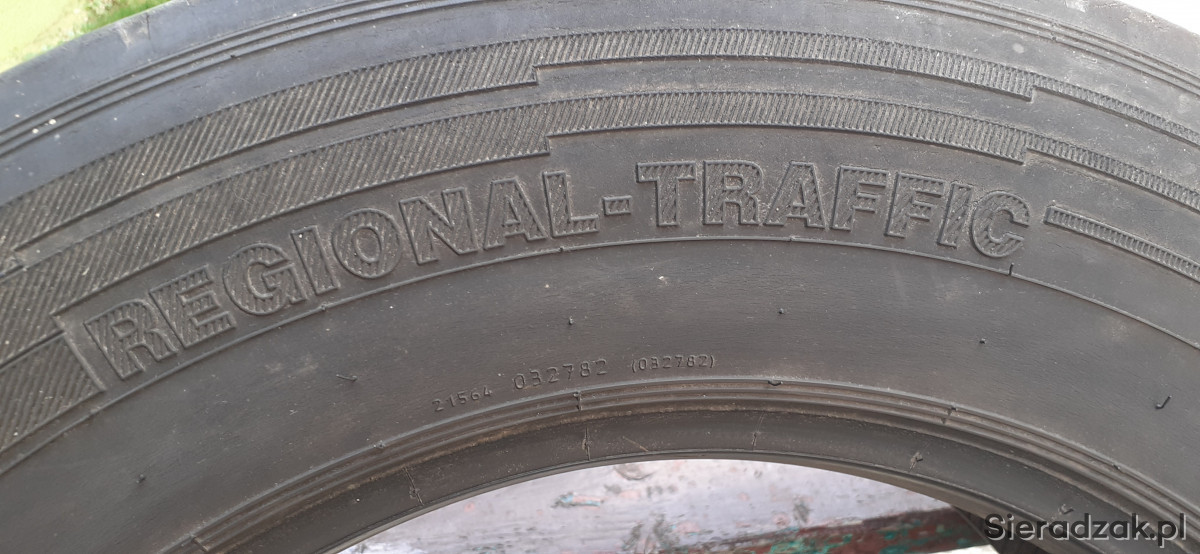 REGIONAL-TRAFFIC
21564 032782 (032782)
Sieradzak.pl